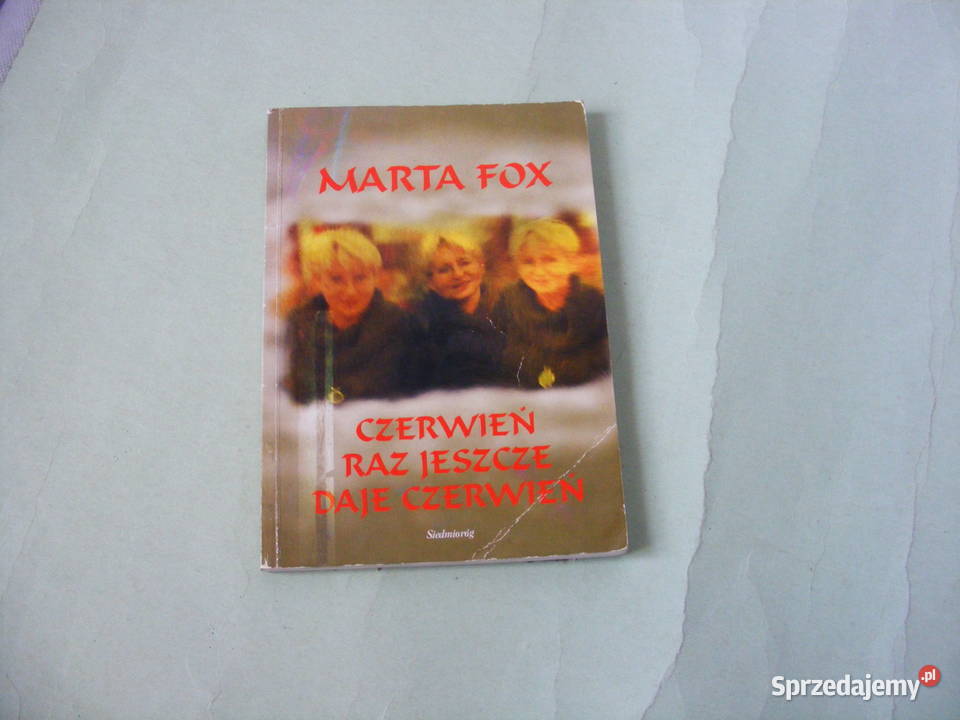 MARTA FOX
CZERWIEŃ
RAZ JESZCZE
DAJE CZERWIEŃ
Siedmioróg
Sprzedajemy.pl